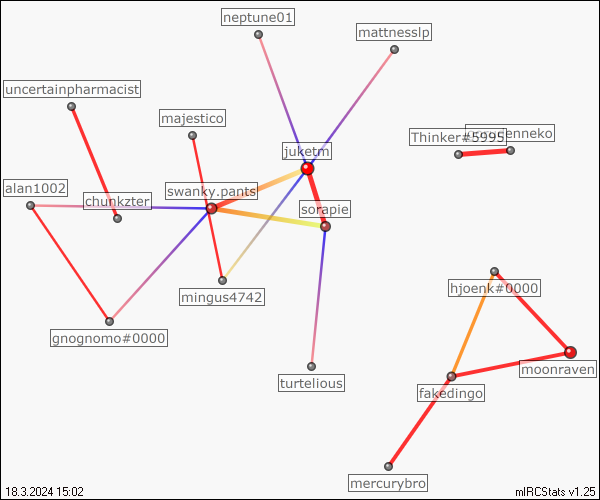 neptune01
mattnesslp
uncertainpharmacist
majestico
Thinker#5995
juketm
alan1002
swanky.pants
chunkzter
sorapie
hjoenk#0000
mingus4742
gnognomo#0000
moonraven
turtelious
fakedingo
mercurybro
18.3.2024 15:02
mIRCStats v1.25